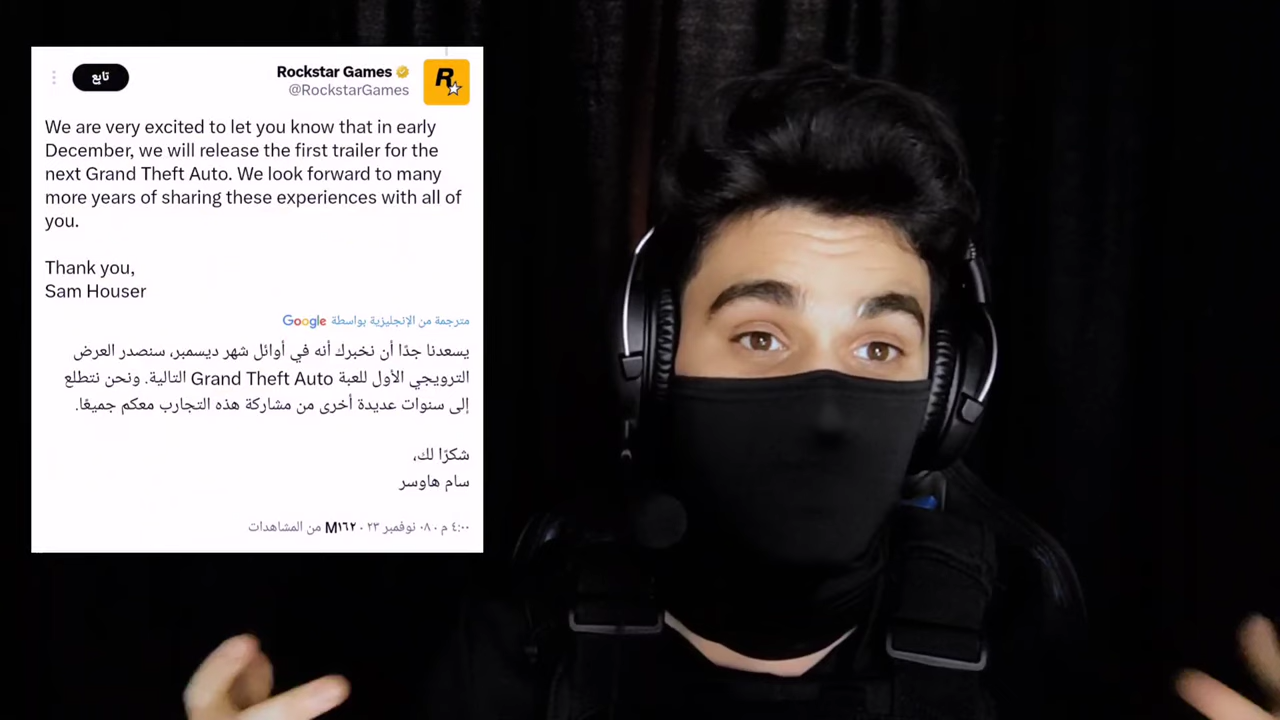 تابع
Rockstar Games
@RockstarGames
We are very excited to let you know that in early
December, we will release the first trailer for the
next Grand Theft Auto. We look forward to many
more years of sharing these experiences with all of
you.
Thank you,
Sam Houser
مترجمة من الإنجليزية بواسطة Google
يسعدنا جدًا أن نخبرك أنه في أوائل شهر ديسمبر، سنصدر العرض
الترويجي الأول للعبة Grand Theft Auto التالية. ونحن نتطلع
إلى سنوات عديدة أخرى من مشاركة هذه التجارب معكم جميعًا.
شكرًا لك،
سام هاوسر
٤:٠٠ م · ٠٨ نوفمبر ٢٣ · M١٦٢ من المشاهدات